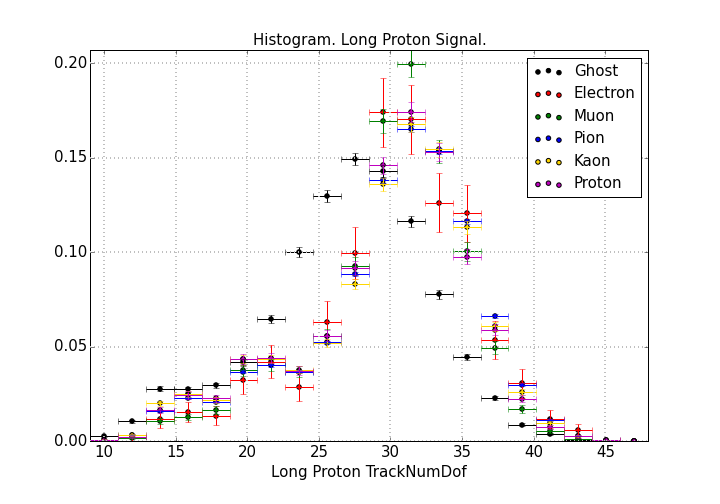 Histogram. Long Proton Signal.
0.20
0.15
0.10
0.05
0.00
10 15 20 25 30 35 40 45
Long Proton TrackNumDof
Ghost
Electron
Muon
Pion
Kaon
Proton